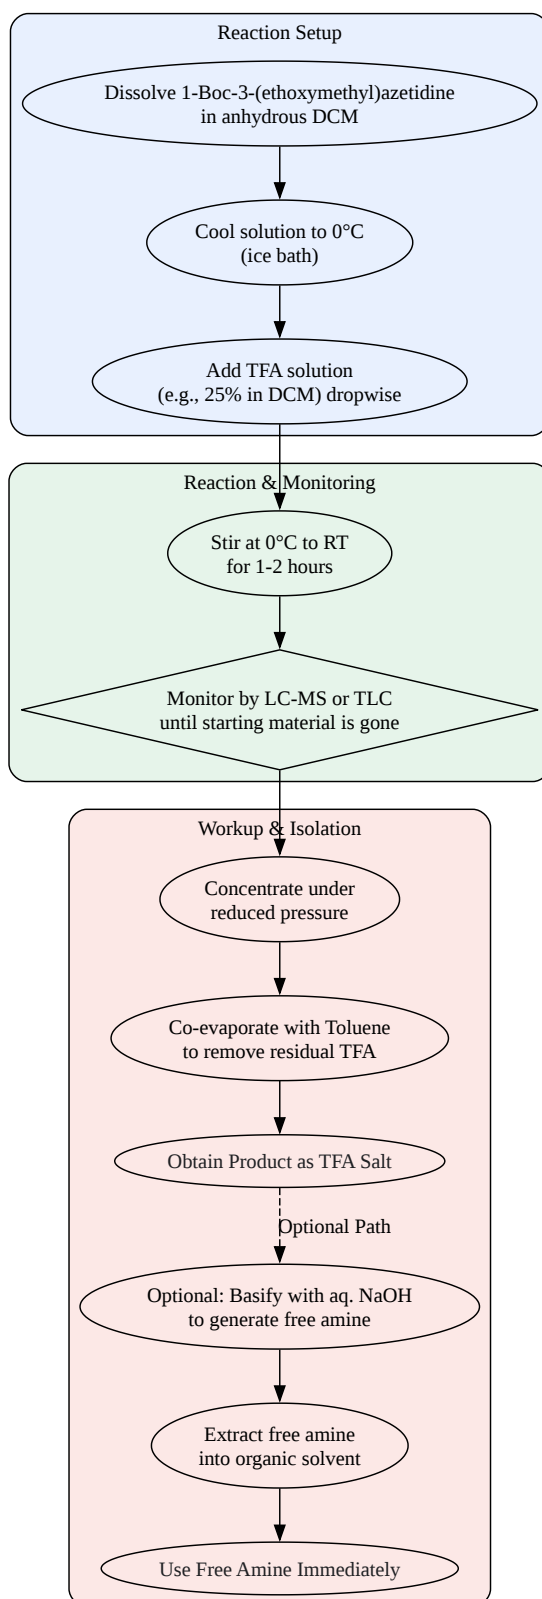 Reaction Setup
Dissolve 1-Boc-3-(ethoxymethyl)azetidine
in anhydrous DCM
Cool solution to 0°C
(ice bath)
Add TFA solution
(e.g., 25% in DCM) dropwise
Reaction & Monitoring
Stir at 0°C to RT
for 1-2 hours
Monitor by LC-MS or TLC
until starting material is gone
Workup & Isolation
Concentrate under
reduced pressure
Co-evaporate with Toluene
to remove residual TFA
Obtain Product as TFA Salt
Optional Path
Optional: Basify with aq. NaOH
to generate free amine
Extract free amine
into organic solvent
Use Free Amine Immediately